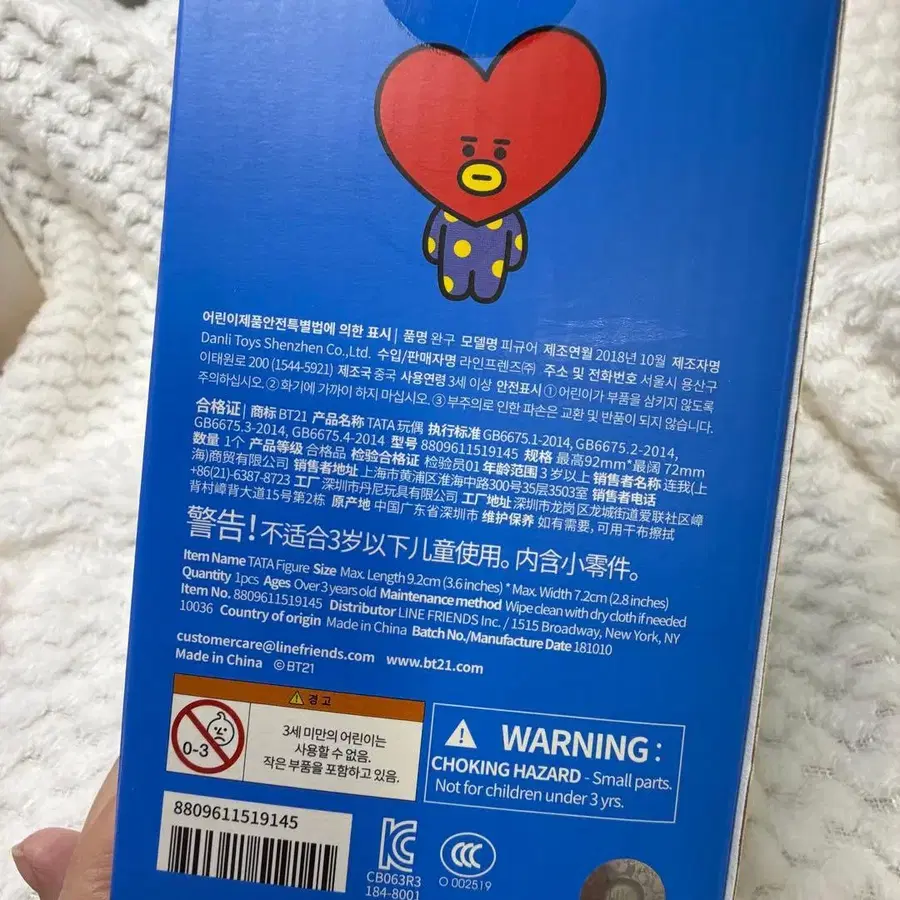 어린이제품안전특별법에 의한 표시 | 품명 완구 모델명 피규어 제조연월 2018년 10월 제조자명
Danli Toys Shenzhen Co.,Ltd. 수입/판매자명 라인프렌즈㈜ 주소 및 전화번호 서울시 용산구
이태원로 200 (1544-5921) 제조국 중국 사용연령 3세 이상 안전표시 ① 어린이가 부품을 삼키지 않도록
주의하십시오. ② 화기에 가까이 하지 마십시오. ③ 부주의로 인한 파손은 교환 및 반품이 되지 않습니다.
合格证 | 商标 BT21 产品名称 TATA 玩偶 执行标准 GB6675.1-2014, GB6675.2-2014,
GB6675.3-2014, GB6675.4-2014 型号 8809611519145 规格 最高92mm*最阔 72mm
数量 1个 产品等级 合格品 检验合格证 检验员01 年龄范围 3 岁以上 销售者名称 连我(上
海)商贸有限公司 销售者地址 上海市黄浦区淮海中路300号35层3503室 销售者电话
+86(21)-6387-8723 工厂 深圳市丹尼玩具有限公司 工厂地址 深圳市龙岗区龙城街道爱联社区嶂
背村嶂背大道15号第2栋 原产地 中国广东省深圳市 维护保养 如有需要, 可用干布擦拭
警告! 不适合3岁以下儿童使用。内含小零件。
Item Name TATA Figure Size Max. Length 9.2cm (3.6 inches) * Max. Width 7.2cm (2.8 inches)
Quantity 1pcs Ages Over 3 years old Maintenance method Wipe clean with dry cloth if needed
Item No. 8809611519145 Distributor LINE FRIENDS Inc. / 1515 Broadway, New York, NY
10036 Country of origin Made in China Batch No./Manufacture Date 181010
customercare@linefriends.com www.bt21.com
Made in China ©BT21
경고
0-3
3세 미만의 어린이는
사용할 수 없음.
작은 부품을 포함하고 있음.
WARNING:
CHOKING HAZARD - Small parts.
Not for children under 3 yrs.
8809611519145
KC
CB063R3
184-8001
CCC
002519